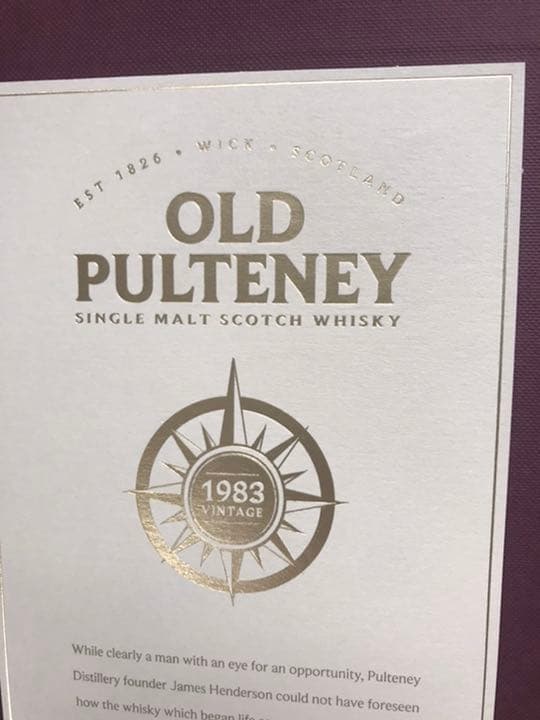 EST 1826 • WICK • SCOTLAND
OLD
PULTENEY
SINGLE MALT SCOTCH WHISKY
1983
VINTAGE
While clearly a man with an eye for an opportunity, Pulteney
Distillery founder James Henderson could not have foreseen
how the whisky which began life